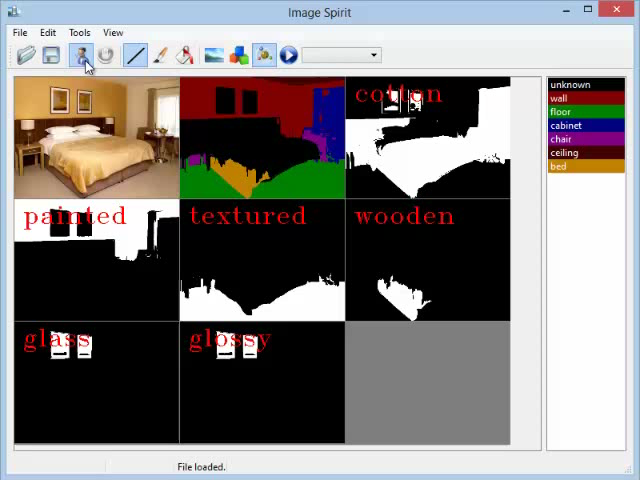 Image Spirit
File Edit Tools View
cotton
painted textured wooden
glass glossy
unknown
wall
floor
cabinet
chair
ceiling
bed
File loaded.